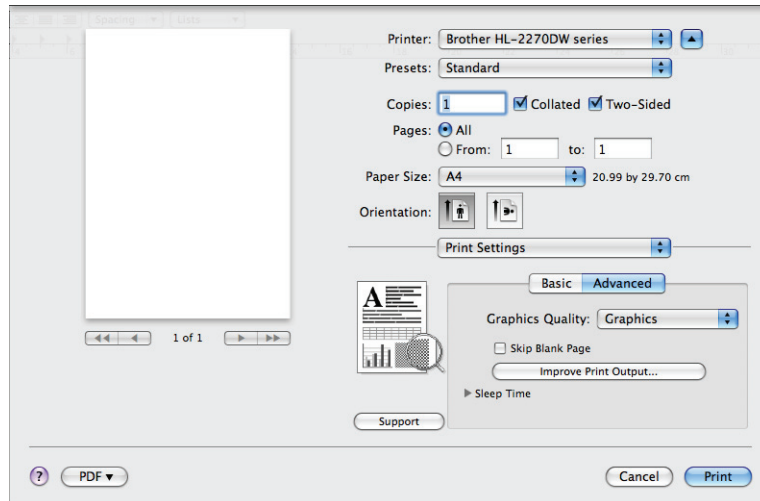 Spacing Lists
Printer: Brother HL-2270DW series
Presets: Standard
Copies: 1 Collated Two-Sided
Pages: All
From: 1 to: 1
Paper Size: A4 20.99 by 29.70 cm
Orientation:
Print Settings
Basic Advanced
A
Graphics Quality: Graphics
Skip Blank Page
Improve Print Output...
Sleep Time
1 of 1
Support
? PDF▼ Cancel Print